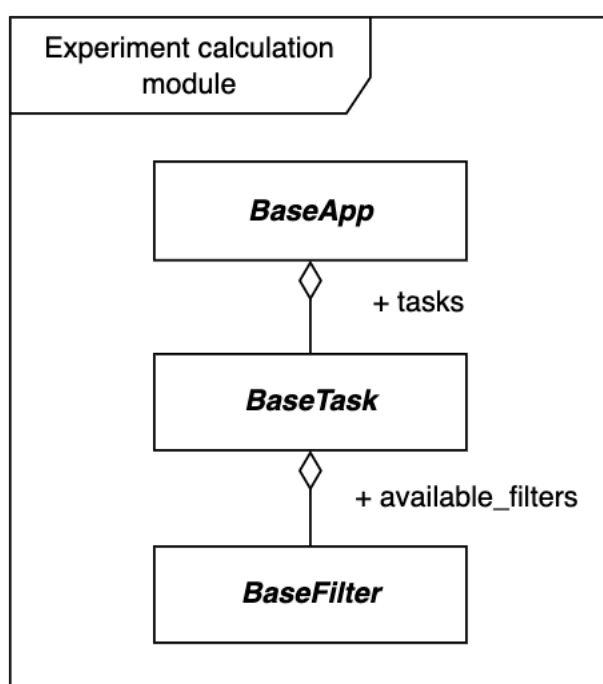 Experiment calculation
module
BaseApp
+ tasks
BaseTask
+ available_filters
BaseFilter